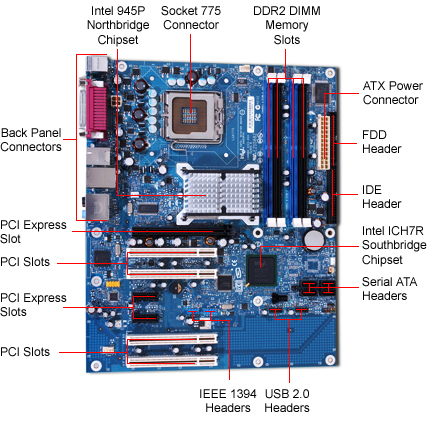 Intel 945P
Northbridge
Chipset
Socket 775
Connector
DDR2 DIMM
Memory
Slots
ATX Power
Connector
FDD
Header
Back Panel
Connectors
IDE
Header
PCI Express
Slot
Intel ICH7R
Southbridge
Chipset
PCI Slots
Serial ATA
Headers
PCI Express
Slots
PCI Slots
IEEE 1394
Headers
USB 2.0
Headers